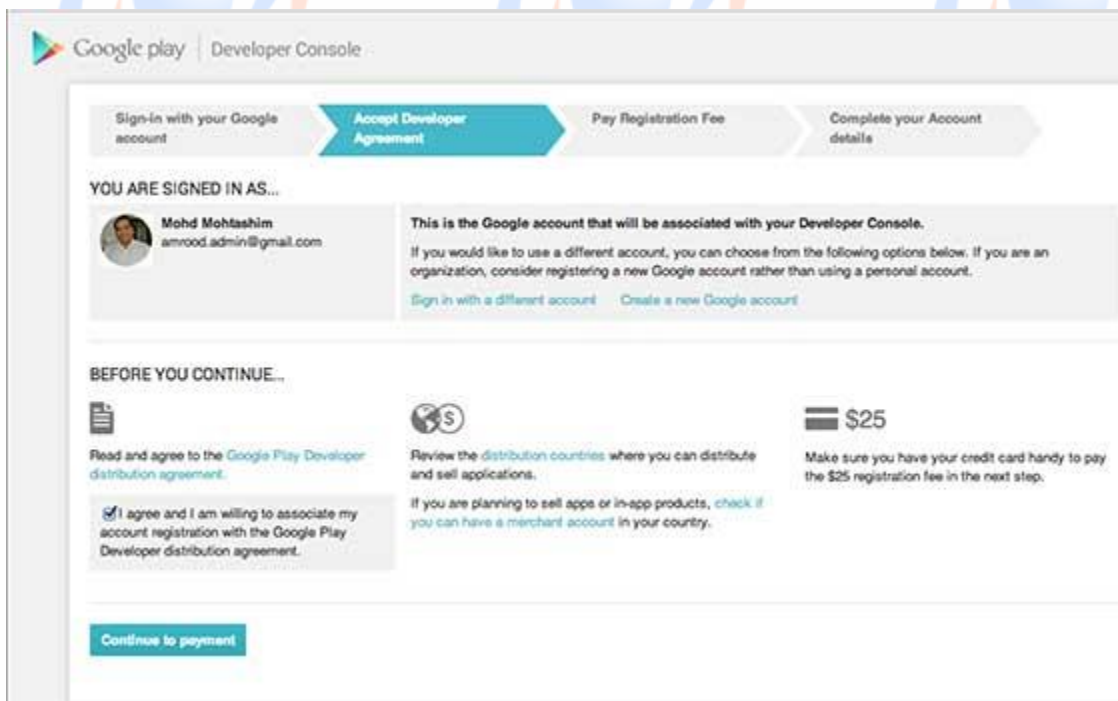 Google play | Developer Console
Sign-in with your Google
account
Accept Developer
Agreement
Pay Registration Fee
Complete your Account
details
YOU ARE SIGNED IN AS...
Mohd Mohtashim
amrood.admin@gmail.com
This is the Google account that will be associated with your Developer Console.
If you would like to use a different account, you can choose from the following options below. If you are an
organization, consider registering a new Google account rather than using a personal account.
Sign in with a different account Create a new Google account
BEFORE YOU CONTINUE...
Read and agree to the Google Play Developer
distribution agreement.
I agree and I am willing to associate my
account registration with the Google Play
Developer distribution agreement.
$
Review the distribution countries where you can distribute
and sell applications.
If you are planning to sell apps or in-app products, check if
you can have a merchant account in your country.
$25
Make sure you have your credit card handy to pay
the $25 registration fee in the next step.
Continue to payment